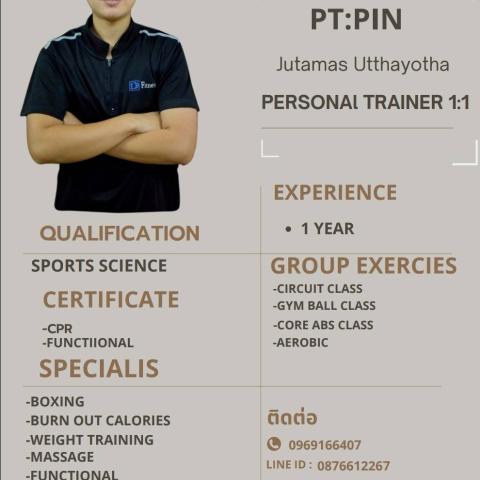 PT:PIN
Jutamas Utthayotha
PERSONAl TRAINER 1:1
EXPERIENCE
• 1 YEAR
QUALIFICATION
SPORTS SCIENCE
CERTIFICATE
-CPR
-FUNCTIIONAL
GROUP EXERCIES
-CIRCUIT CLASS
-GYM BALL CLASS
-CORE ABS CLASS
-AEROBIC
SPECIALIS
-BOXING
-BURN OUT CALORIES
-WEIGHT TRAINING
-MASSAGE
-FUNCTIONAL
ติดต่อ
0969166407
LINE ID : 0876612267